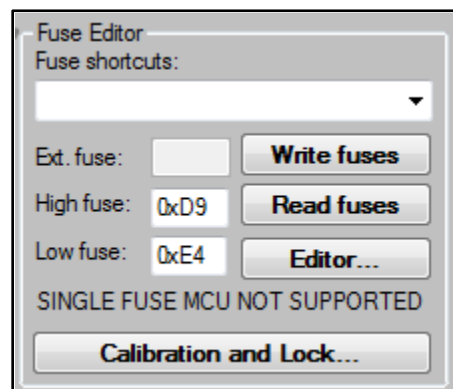 Fuse Editor
Fuse shortcuts:
Ext. fuse: Write fuses
High fuse: 0xD9 Read fuses
Low fuse: 0xE4 Editor...
SINGLE FUSE MCU NOT SUPPORTED
Calibration and Lock...